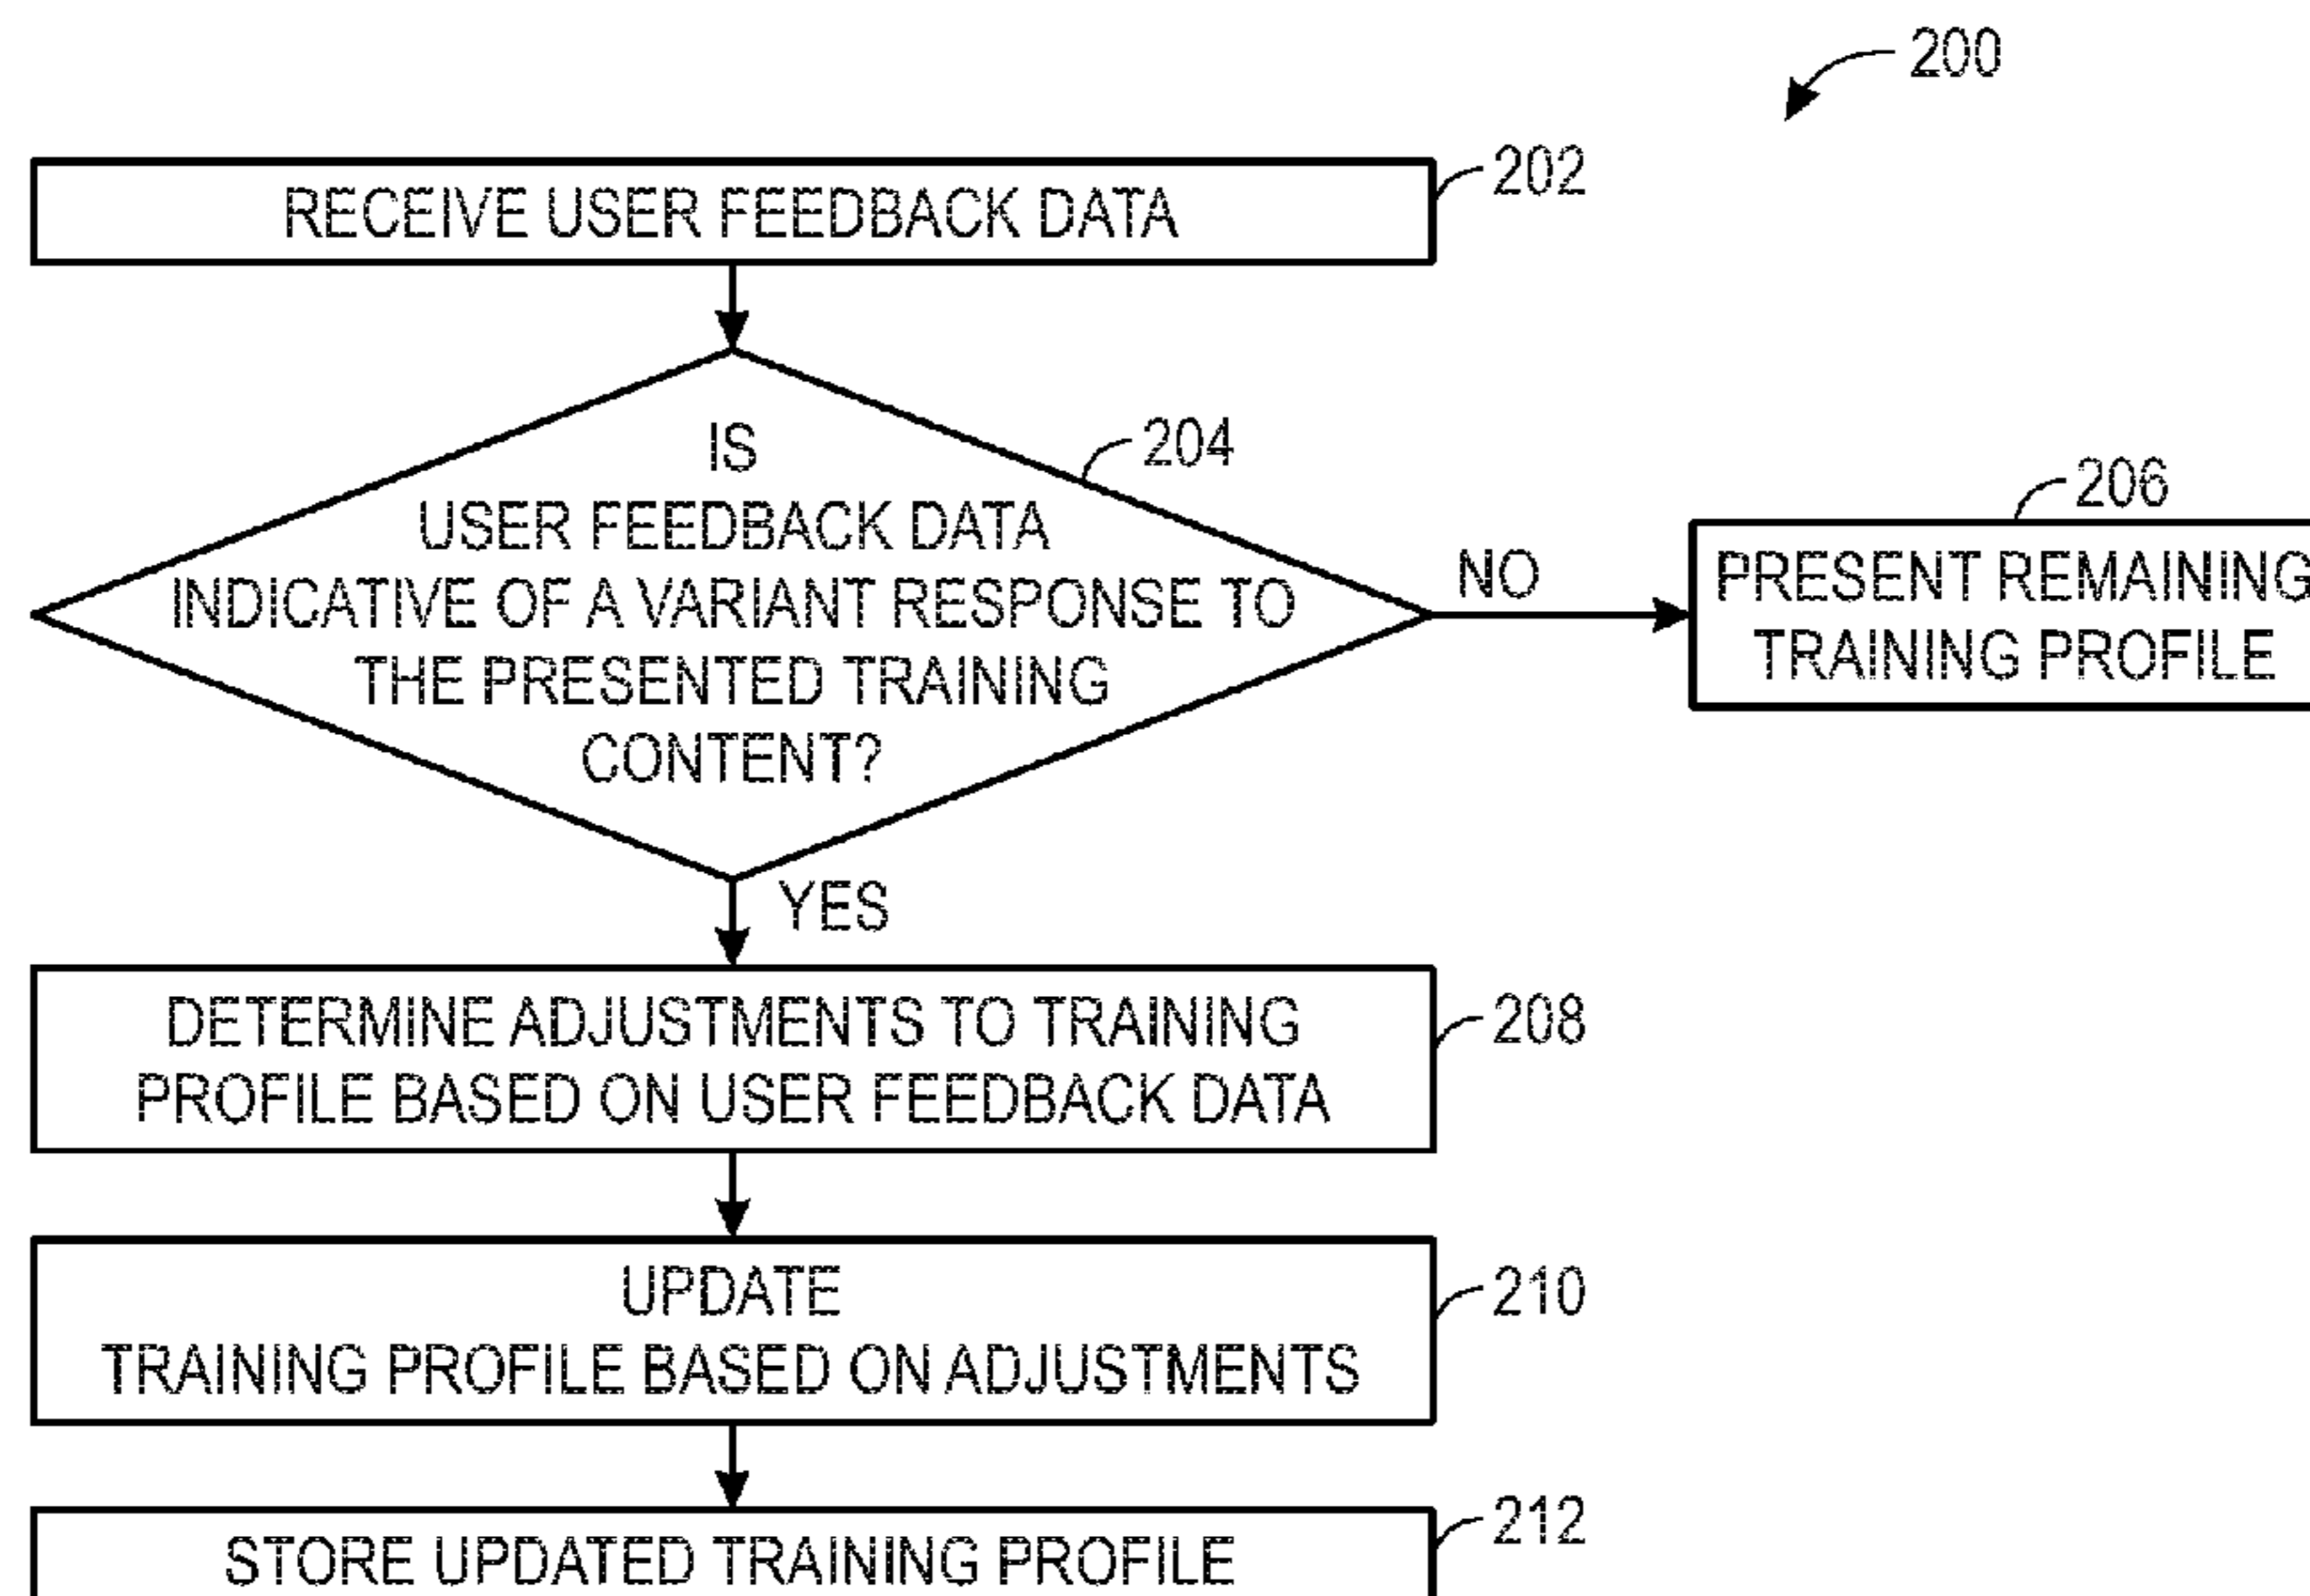 200
RECEIVE USER FEEDBACK DATA
202
IS
USER FEEDBACK DATA
INDICATIVE OF A VARIANT RESPONSE TO
THE PRESENTED TRAINING
CONTENT?
204
NO
206
PRESENT REMAINING
TRAINING PROFILE
YES
DETERMINE ADJUSTMENTS TO TRAINING
PROFILE BASED ON USER FEEDBACK DATA
208
UPDATE
TRAINING PROFILE BASED ON ADJUSTMENTS
210
STORE UPDATED TRAINING PROFILE
212